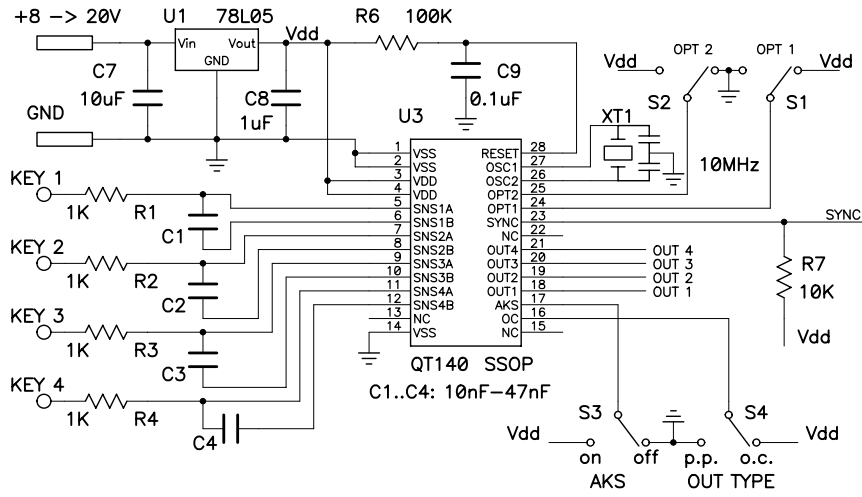 +8 -> 20V
U1 78L05
Vin Vout
GND
Vdd
R6 100K
C7
10uF
C8
1uF
C9
0.1uF
GND
Vdd
OPT 2
OPT 1
Vdd
S2
S1
XT1
10MHz
U3
1 VSS RESET 28
2 VSS OSC1 27
3 VDD OSC2 26
4 VDD OPT2 25
5 SNS1A OPT1 24
6 SNS1B SYNC 23
7 SNS2A NC 22
8 SNS2B OUT4 21
9 SNS3A OUT3 20
10 SNS3B OUT2 19
11 SNS4A OUT1 18
12 SNS4B AKS 17
13 NC OC 16
14 VSS NC 15
QT140 SSOP
C1..C4: 10nF-47nF
KEY 1
1K R1
C1
KEY 2
1K R2
C2
KEY 3
1K R3
C3
KEY 4
1K R4
C4
SYNC
OUT 4
OUT 3
OUT 2
OUT 1
R7
10K
Vdd
S3
S4
Vdd
Vdd
on off p.p. o.c.
AKS OUT TYPE